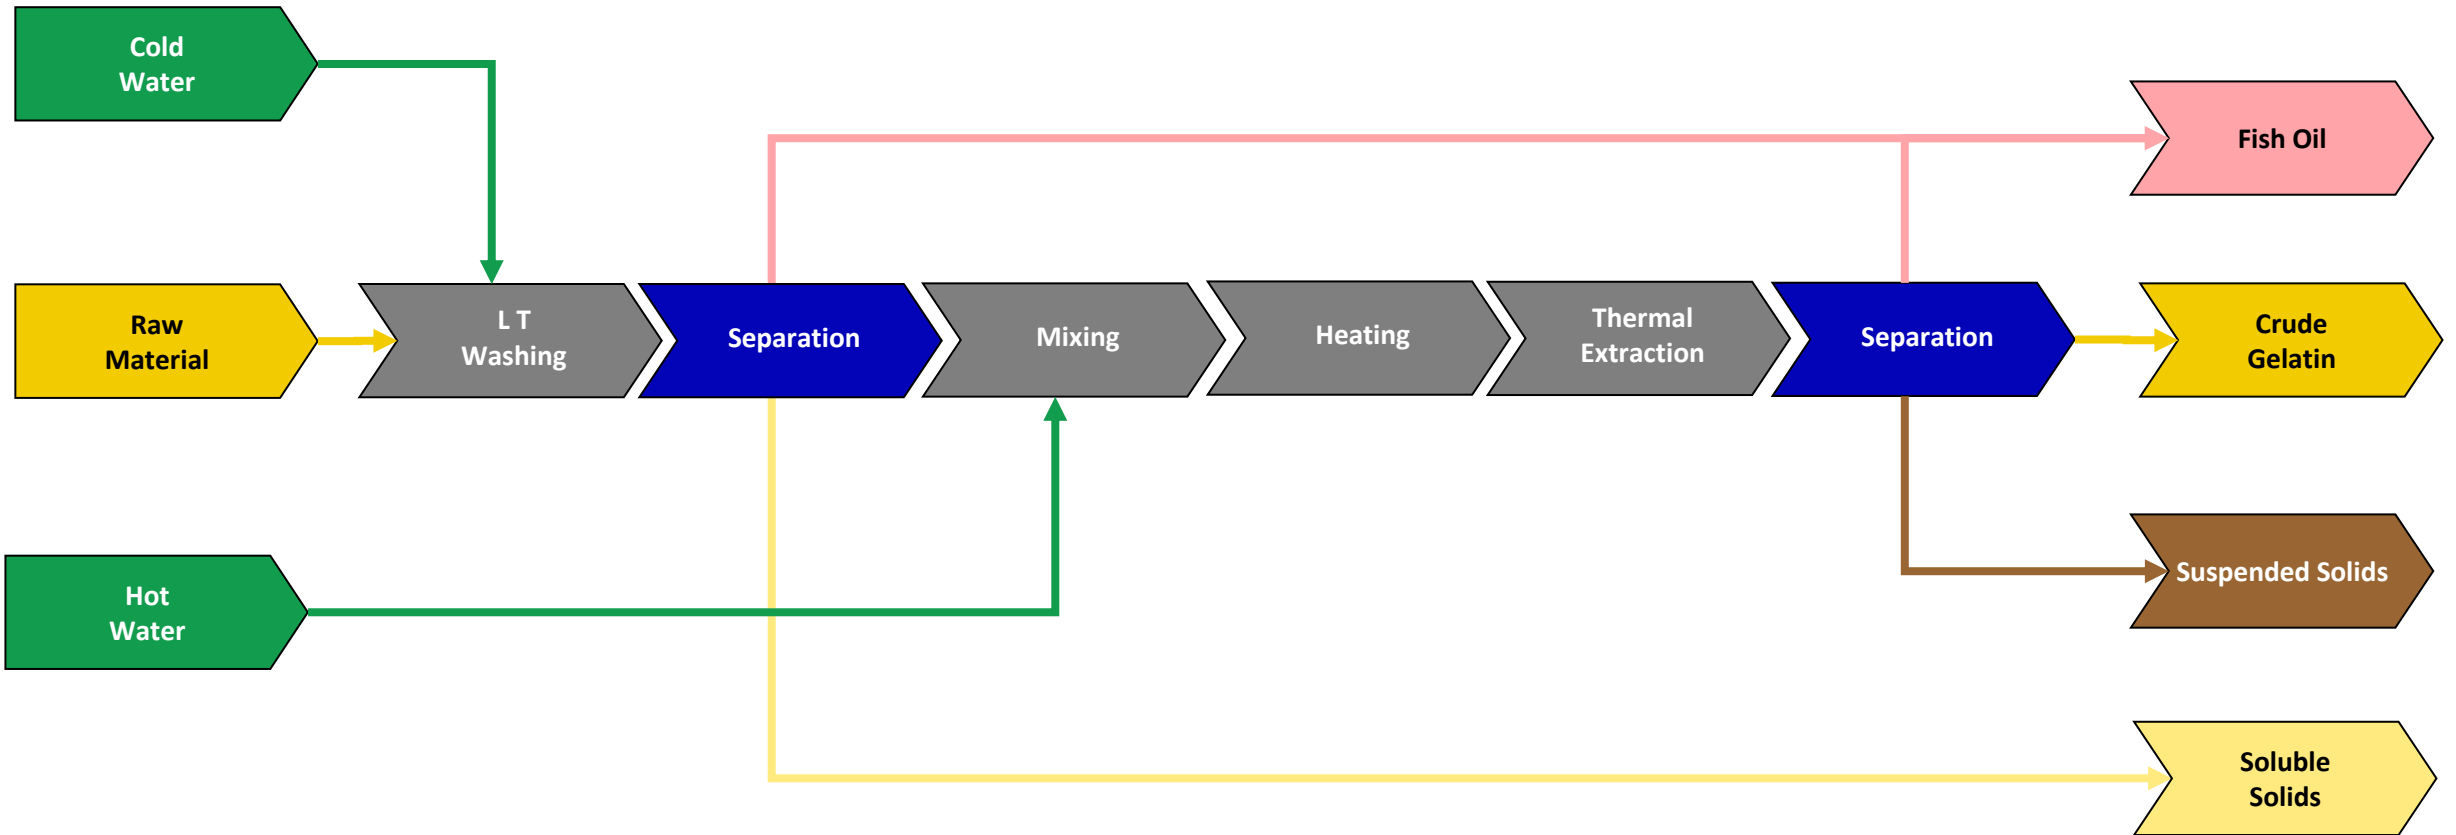 Cold
Water
Fish Oil
Raw
Material
L T
Washing
Separation
Mixing
Heating
Thermal
Extraction
Separation
Crude
Gelatin
Hot
Water
Suspended Solids
Soluble
Solids